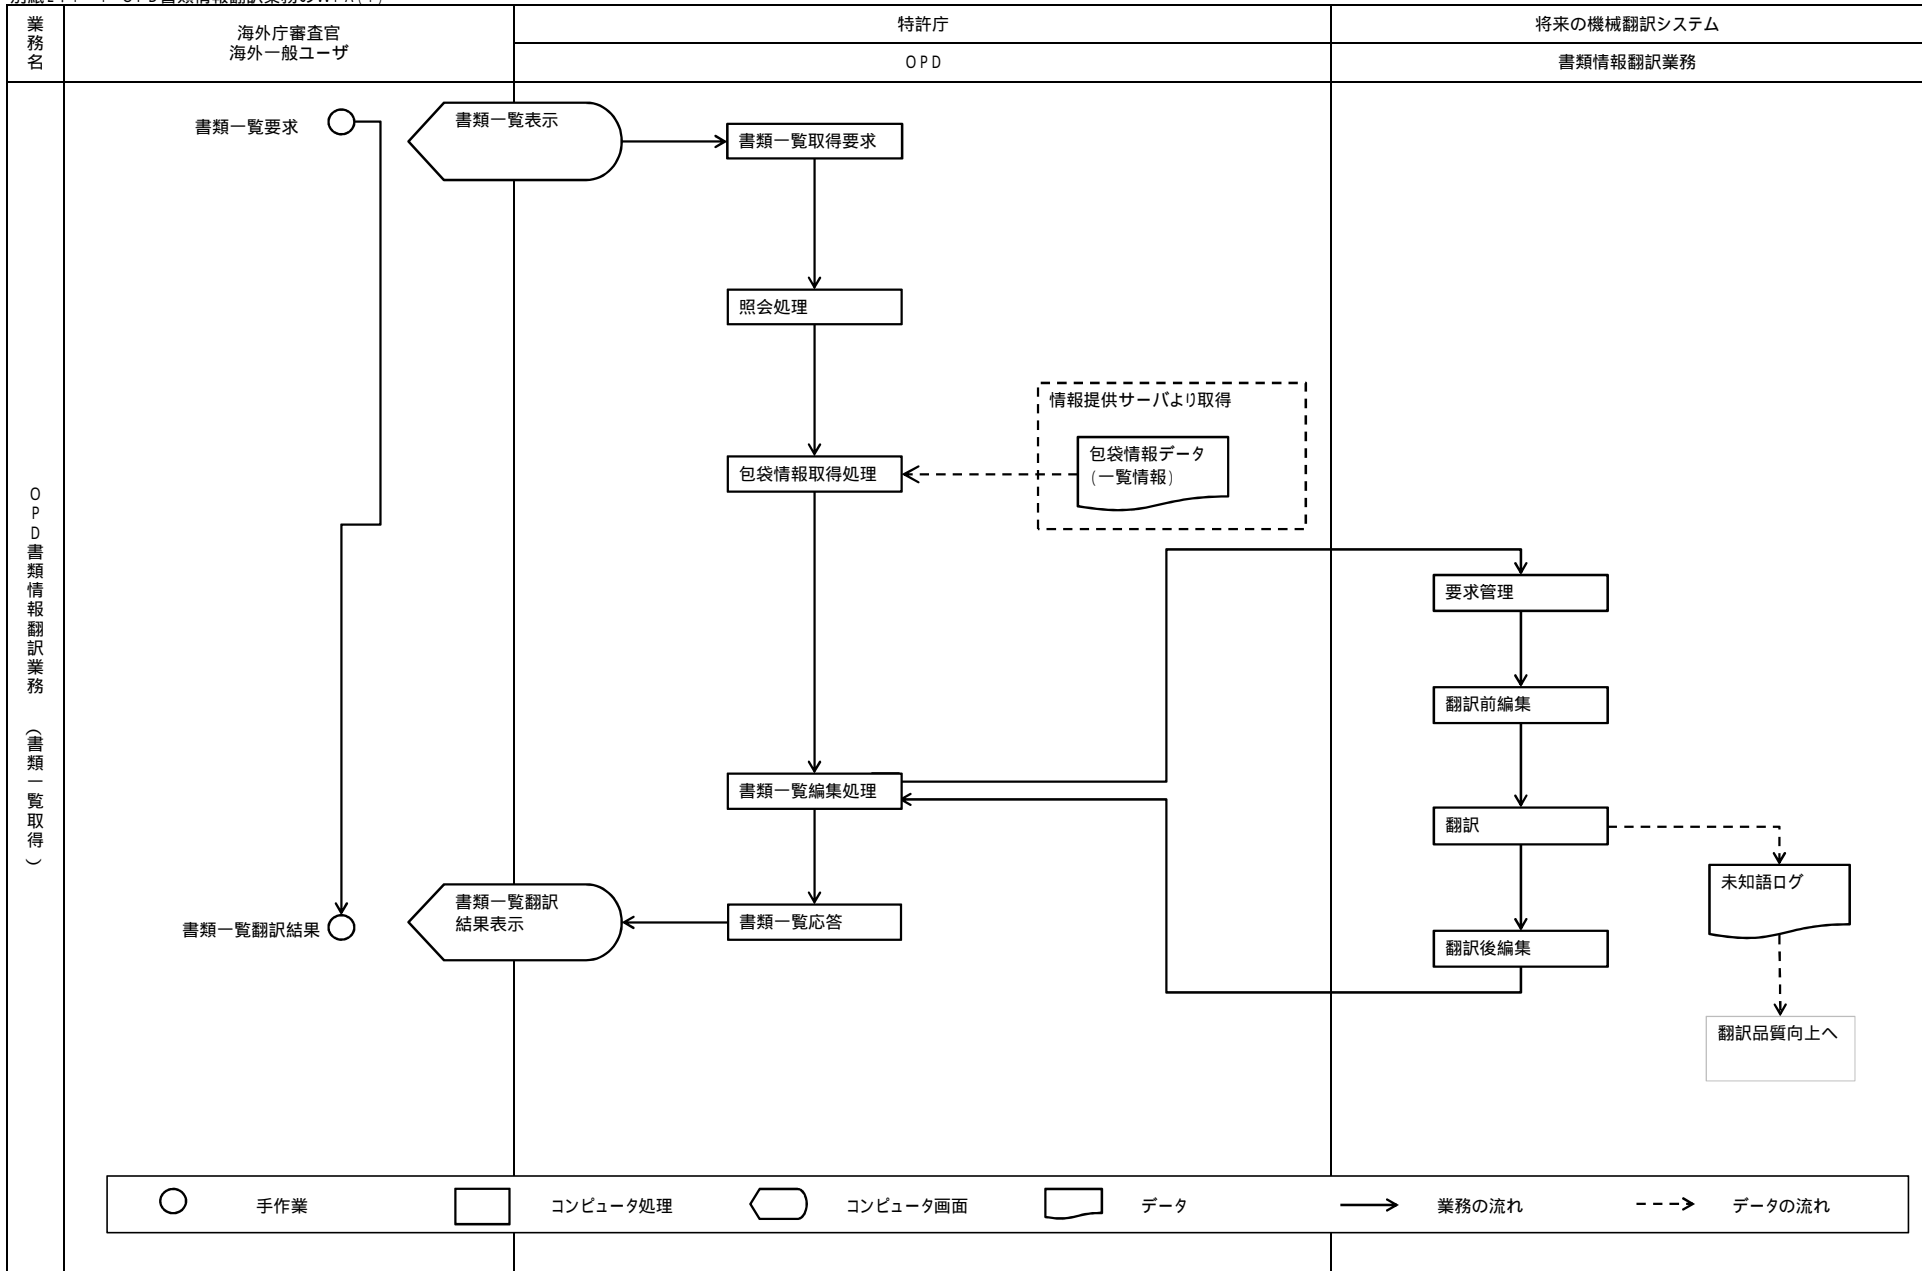 業務名
海外庁審査官
海外一般ユーザ
特許庁
将来の機械翻訳システム
OPD
書類情報翻訳業務
OPD書類情報翻訳業務 (書類一覧取得)
書類一覧要求
書類一覧表示
書類一覧取得要求
照会処理
情報提供サーバより取得
包袋情報データ
(一覧情報)
包袋情報取得処理
要求管理
翻訳前編集
書類一覧編集処理
翻訳
未知語ログ
書類一覧翻訳結果
書類一覧翻訳
結果表示
書類一覧応答
翻訳後編集
翻訳品質向上へ
手作業
コンピュータ処理
コンピュータ画面
データ
業務の流れ
データの流れ